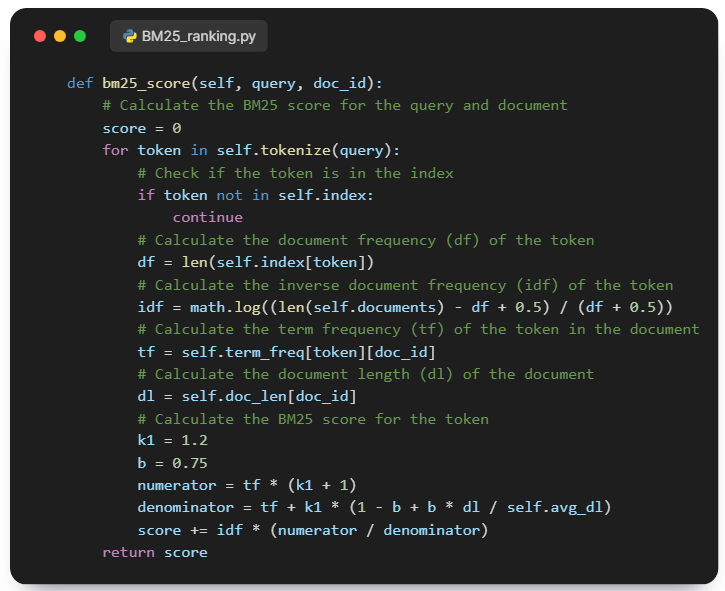 BM25_ranking.py
def bm25_score(self, query, doc_id):
    # Calculate the BM25 score for the query and document
    score = 0
    for token in self.tokenize(query):
        # Check if the token is in the index
        if token not in self.index:
            continue
        # Calculate the document frequency (df) of the token
        df = len(self.index[token])
        # Calculate the inverse document frequency (idf) of the token
        idf = math.log((len(self.documents) - df + 0.5) / (df + 0.5))
        # Calculate the term frequency (tf) of the token in the document
        tf = self.term_freq[token][doc_id]
        # Calculate the document length (dl) of the document
        dl = self.doc_len[doc_id]
        # Calculate the BM25 score for the token
        k1 = 1.2
        b = 0.75
        numerator = tf * (k1 + 1)
        denominator = tf + k1 * (1 - b + b * dl / self.avg_dl)
        score += idf * (numerator / denominator)
    return score